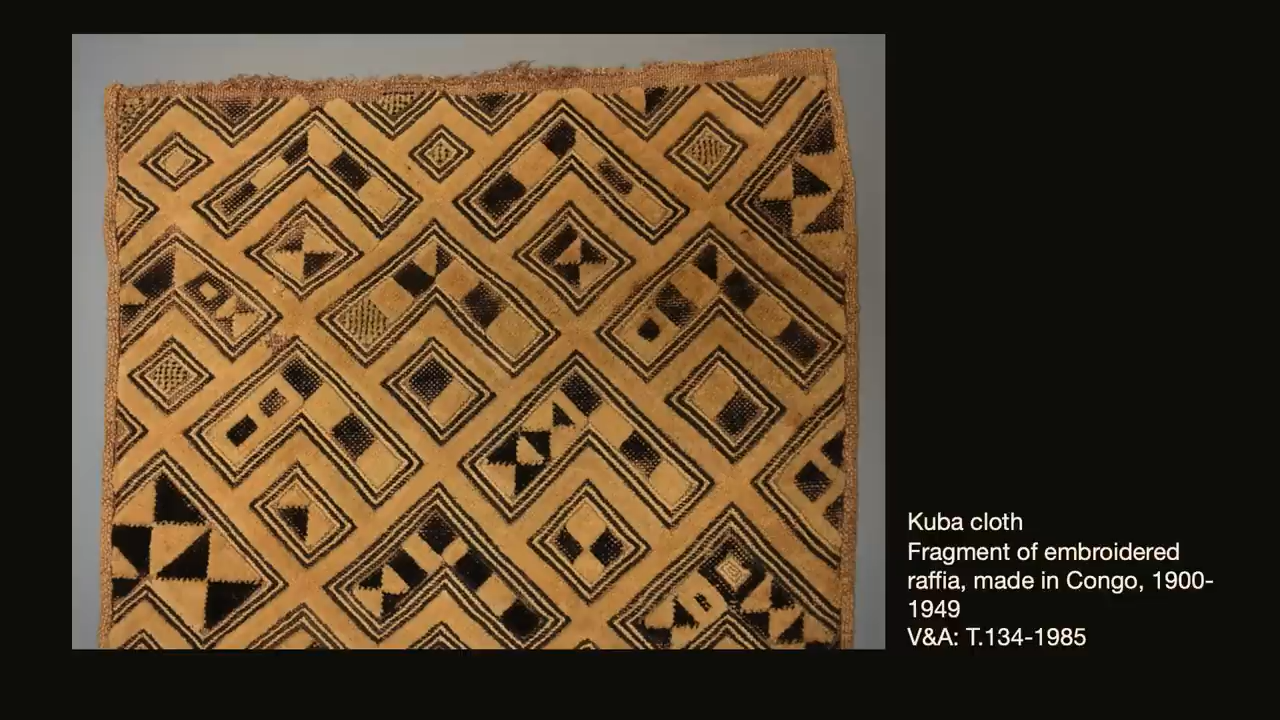 Kuba cloth
Fragment of embroidered
raffia, made in Congo, 1900-
1949
V&A: T.134-1985